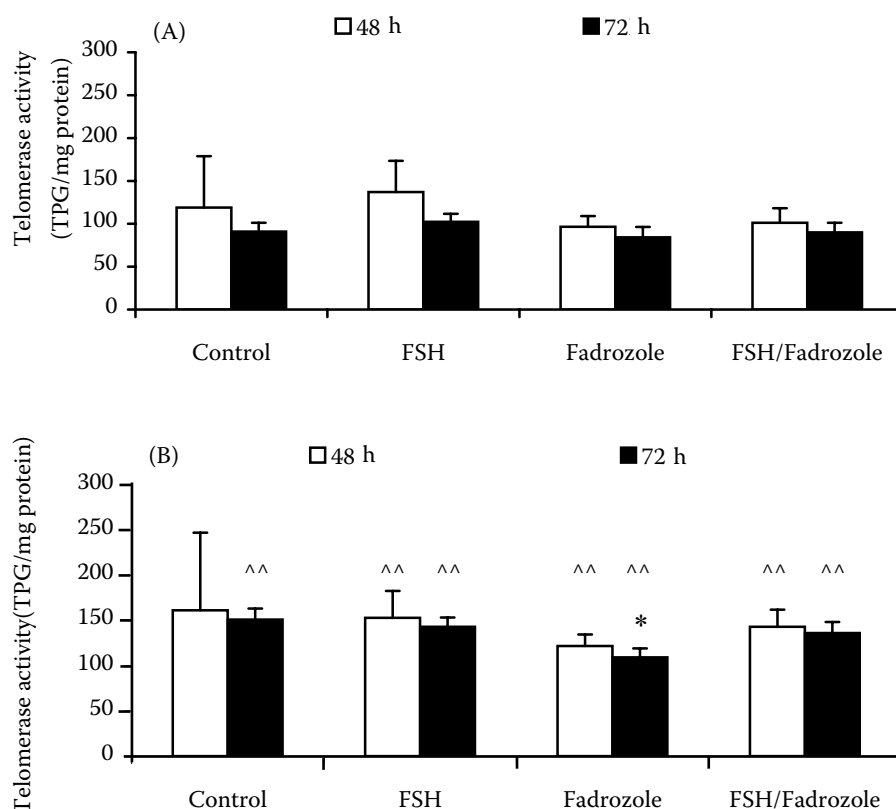 (A)
48 h
72 h
Telomerase activity
(TPG/mg protein)
300
250
200
150
100
50
0
Control
FSH
Fadrozole
FSH/Fadrozole
(B)
48 h
72 h
Telomerase activity(TPG/mg protein)
300
250
200
150
100
50
0
^^
^^
^^
^^
^^
^^
^^
*
Control
FSH
Fadrozole
FSH/Fadrozole